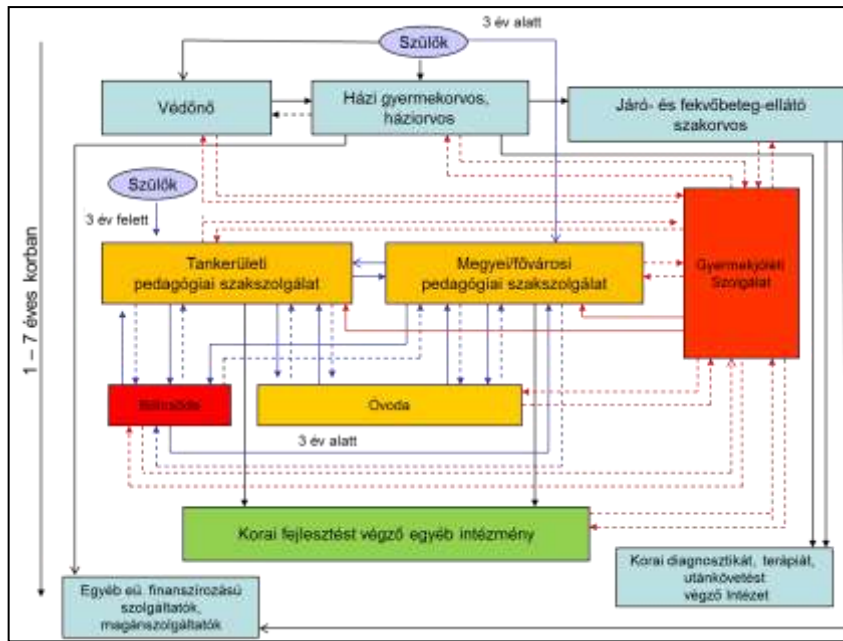 3 év alatt
Szülők
Védőnő
Házi gyermekorvos,
háziorvos
Járó- és fekvőbeteg-ellátó
szakorvos
Szülők
3 év felett
1 – 7 éves korban
Tankerületi
pedagógiai szakszolgálat
Megyei/fővárosi
pedagógiai szakszolgálat
Gyermekjóléti
Szolgálat
Bölcsőde
Óvoda
3 év alatt
Korai fejlesztést végző egyéb intézmény
Korai diagnosztikát, terápiát,
utánkövetést
végző Intézet
Egyéb eü. finanszírozású
szolgáltatók,
magánszolgáltatók